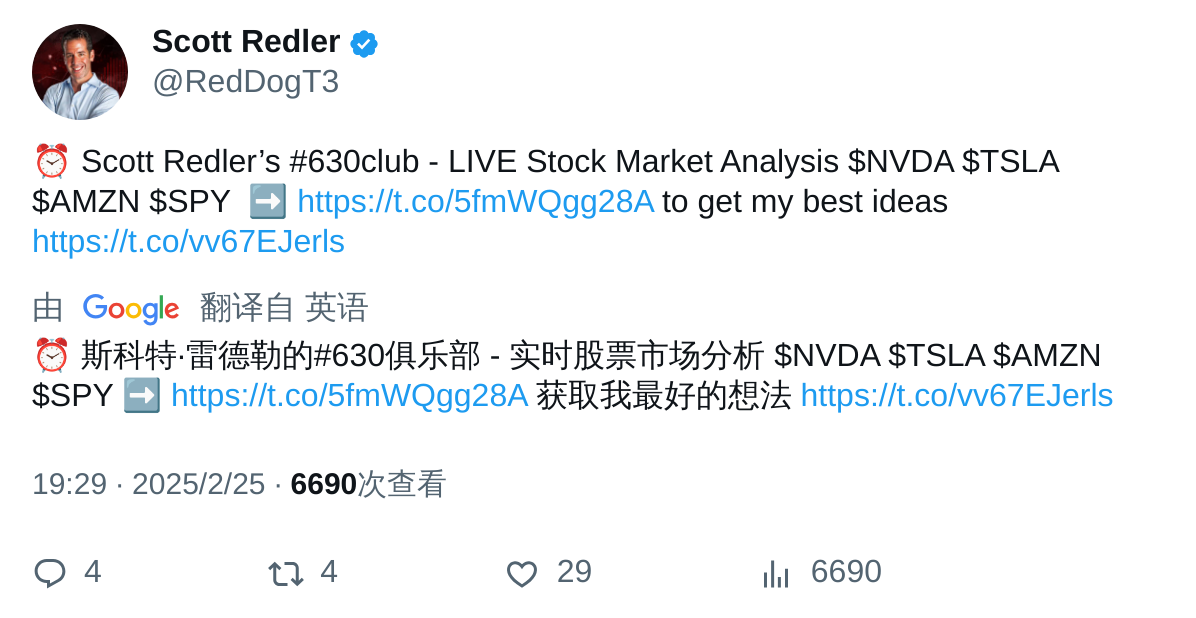 Scott Redler
@RedDogT3
⏰ Scott Redler’s #630club - LIVE Stock Market Analysis $NVDA $TSLA
$AMZN $SPY ➡️ https://t.co/5fmWQgg28A to get my best ideas
https://t.co/vv67EJerls
由 Google 翻译自 英语
⏰ 斯科特·雷德勒的#630俱乐部 - 实时股票市场分析 $NVDA $TSLA $AMZN
$SPY ➡️ https://t.co/5fmWQgg28A 获取我最好的想法 https://t.co/vv67EJerls
19:29 · 2025/2/25 · 6690次查看
4 4 29 6690